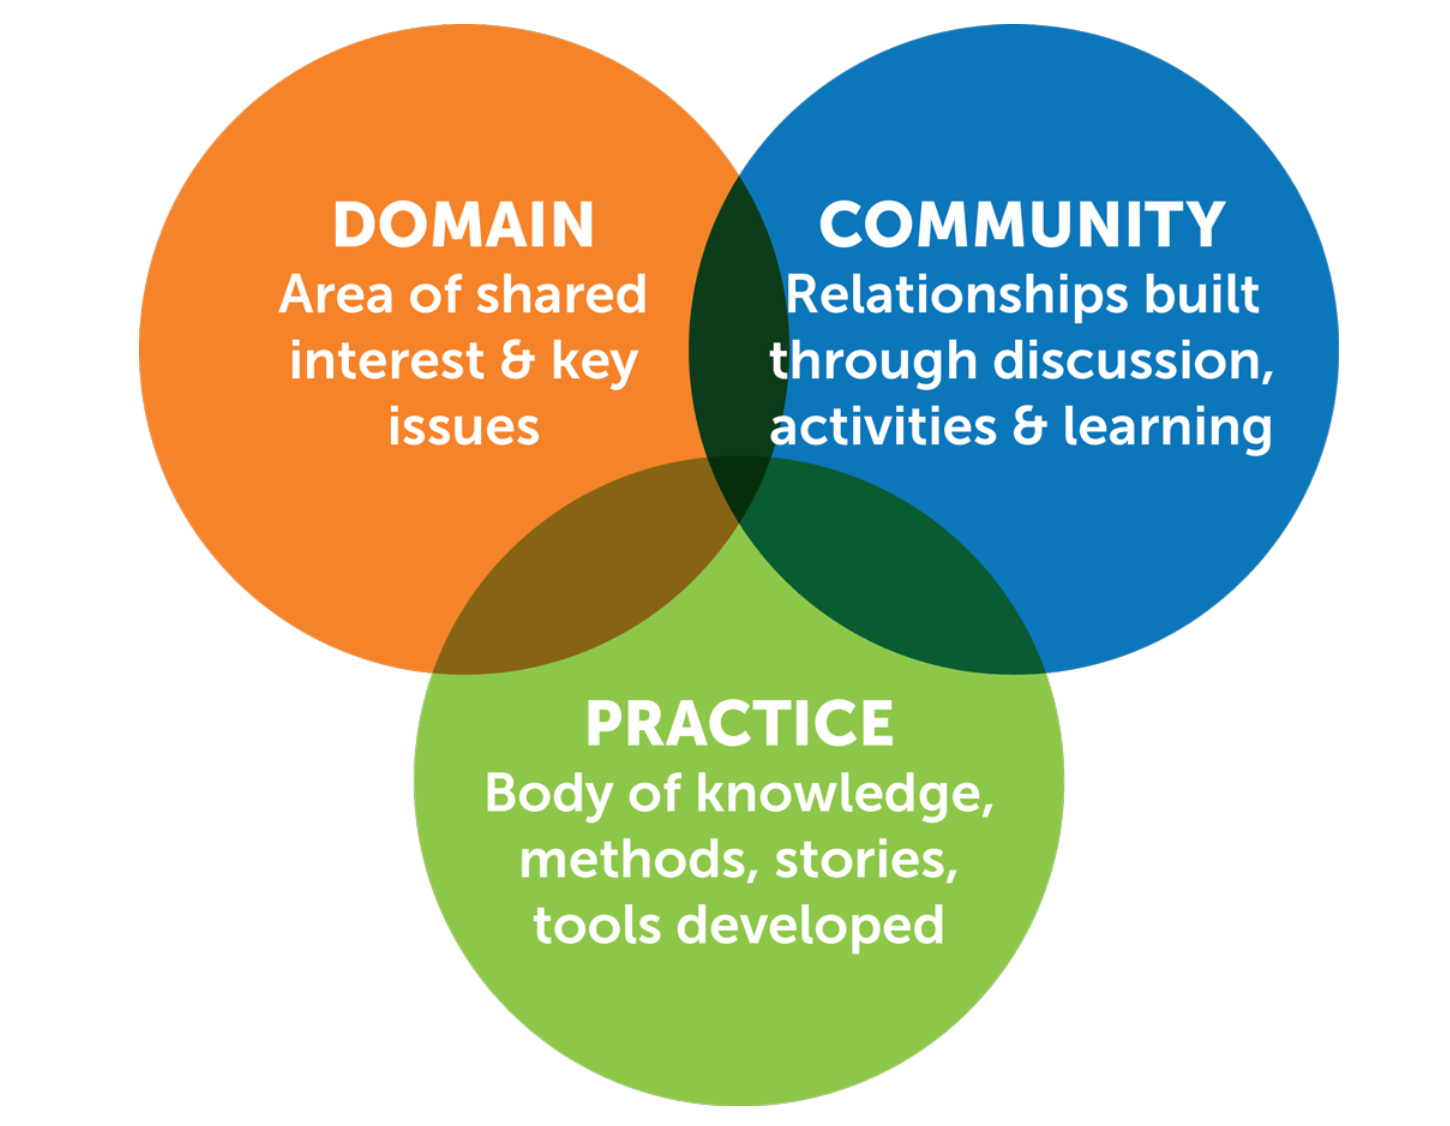 DOMAIN
Area of shared
interest & key
issues
COMMUNITY
Relationships built
through discussion,
activities & learning
PRACTICE
Body of knowledge,
methods, stories,
tools developed